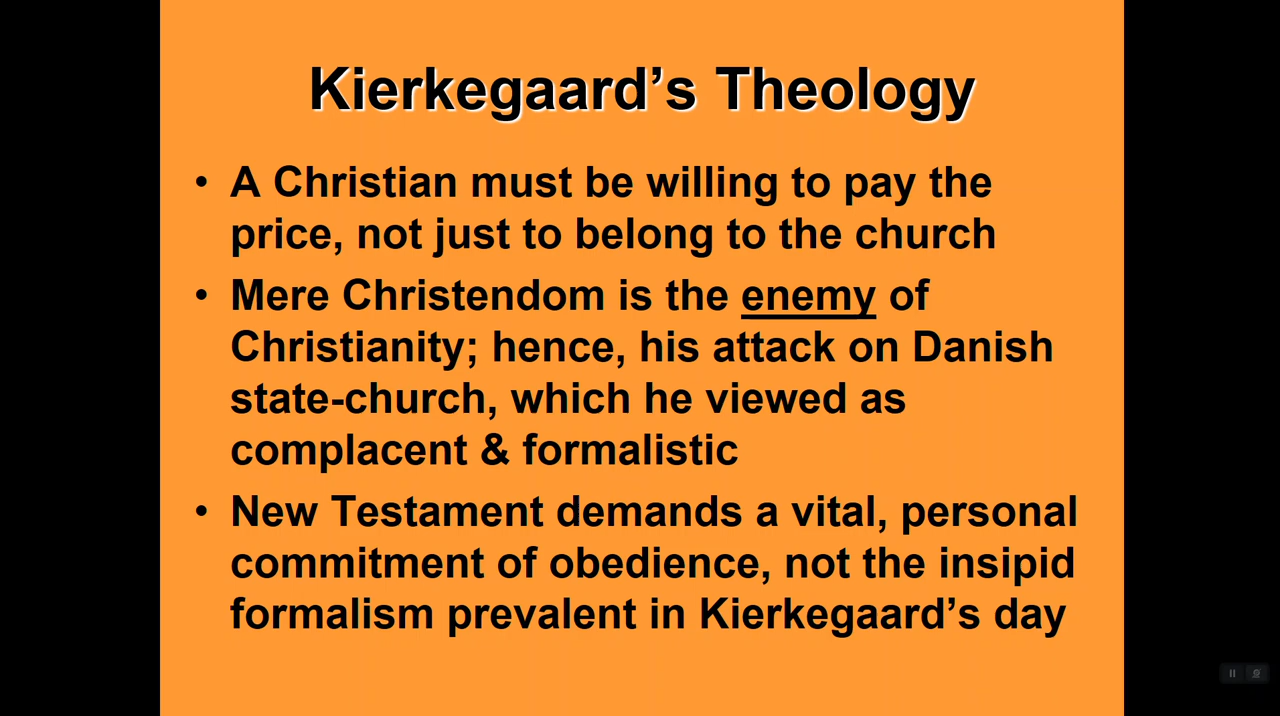 Kierkegaard’s Theology
• A Christian must be willing to pay the
price, not just to belong to the church
• Mere Christendom is the enemy of
Christianity; hence, his attack on Danish
state-church, which he viewed as
complacent & formalistic
• New Testament demands a vital, personal
commitment of obedience, not the insipid
formalism prevalent in Kierkegaard’s day